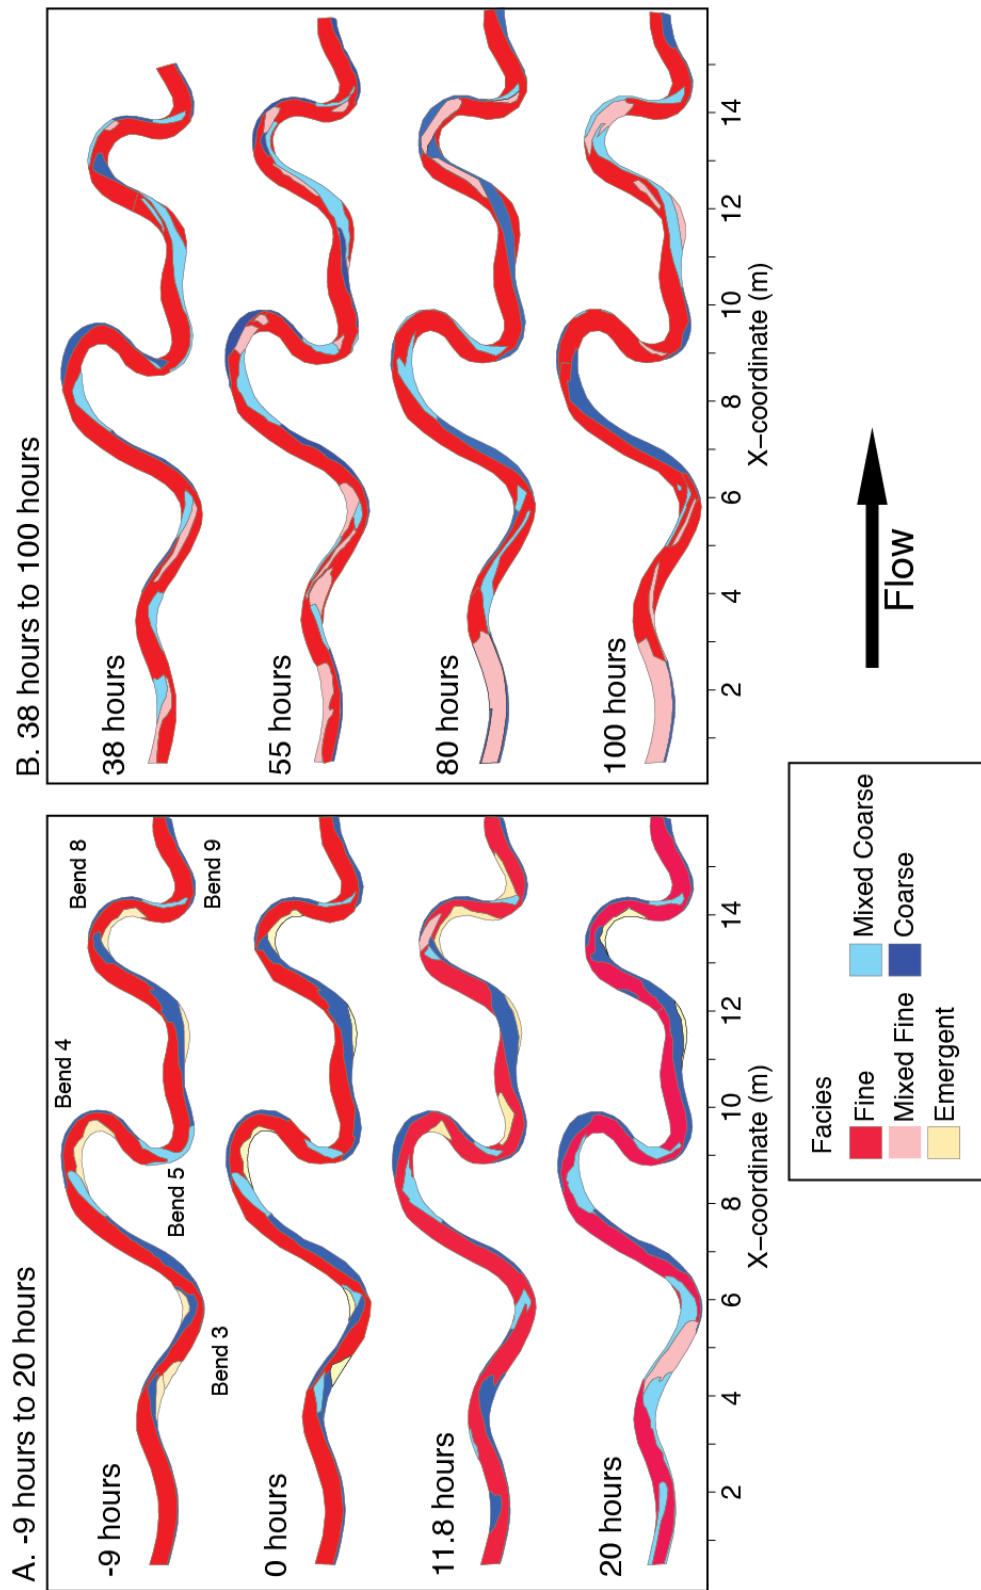 A. -9 hours to 20 hours
-9 hours
Bend 3
Bend 4
Bend 5
Bend 8
Bend 9
0 hours
11.8 hours
20 hours
2 4 6 8 10 12 14
X-coordinate (m)
B. 38 hours to 100 hours
38 hours
55 hours
80 hours
100 hours
2 4 6 8 10 12 14
X-coordinate (m)
Facies
Fine
Mixed Fine
Emergent
Mixed Coarse
Coarse
Flow